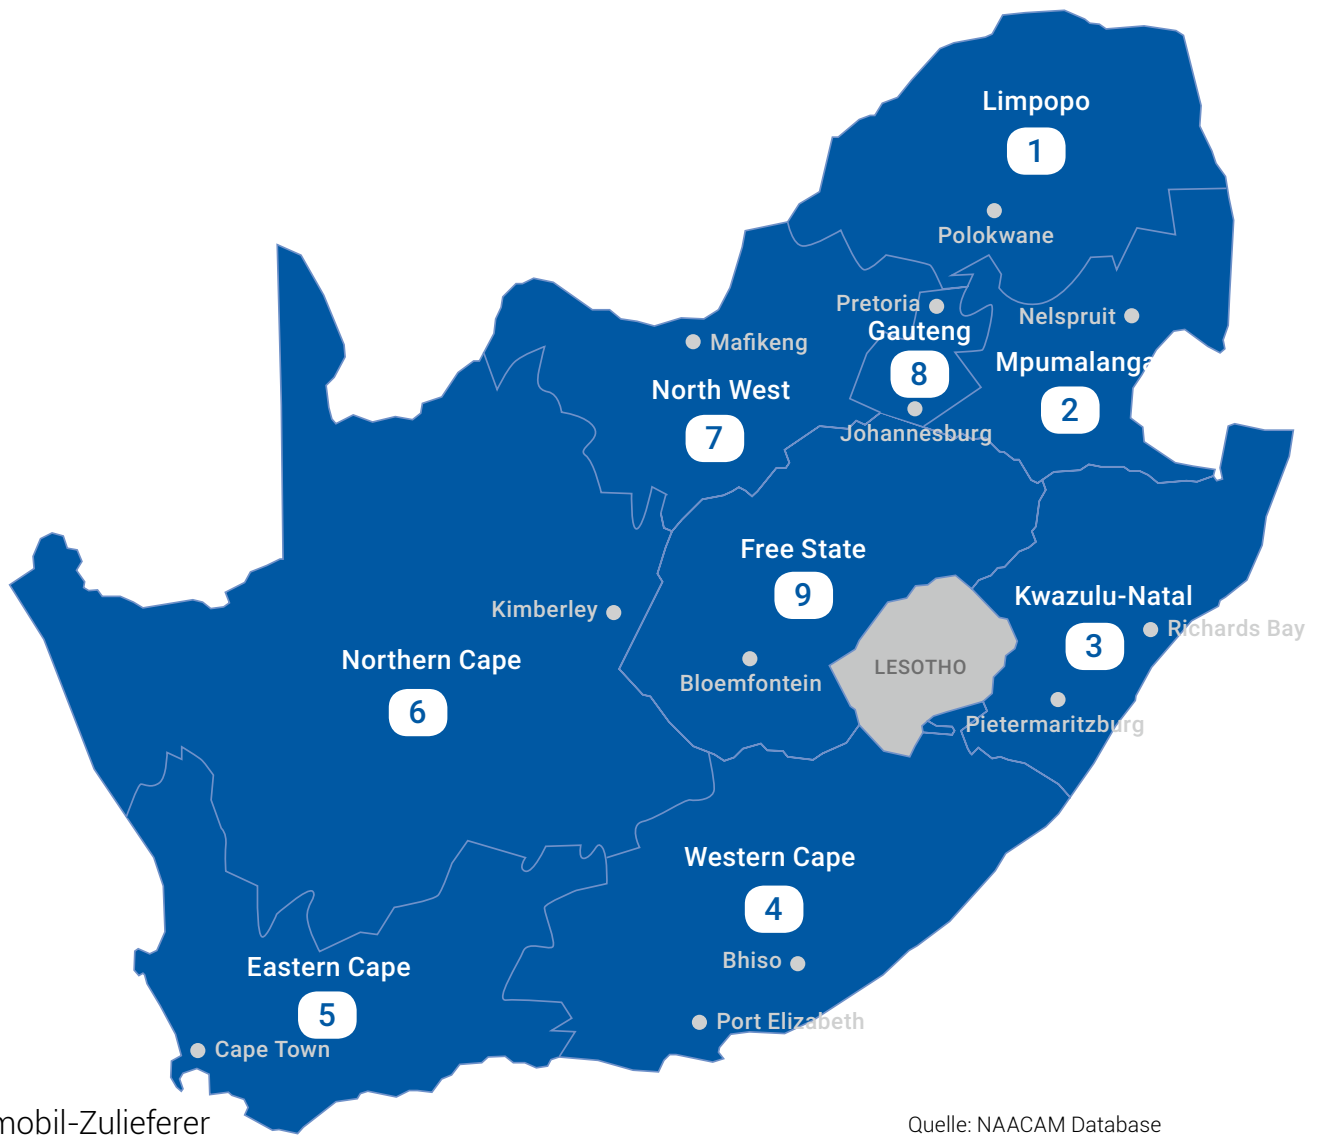 Limpopo
1
Polokwane
Pretoria
Gauteng
8
Johannesburg
Nelspruit
Mpumalanga
2
Mafikeng
North West
7
Free State
9
Bloemfontein
LESOTHO
Kwazulu-Natal
3
Richards Bay
Pietermaritzburg
Kimberley
Northern Cape
6
Western Cape
4
Bhiso
Port Elizabeth
Eastern Cape
5
Cape Town
mobil-Zulieferer
Quelle: NAACAM Database